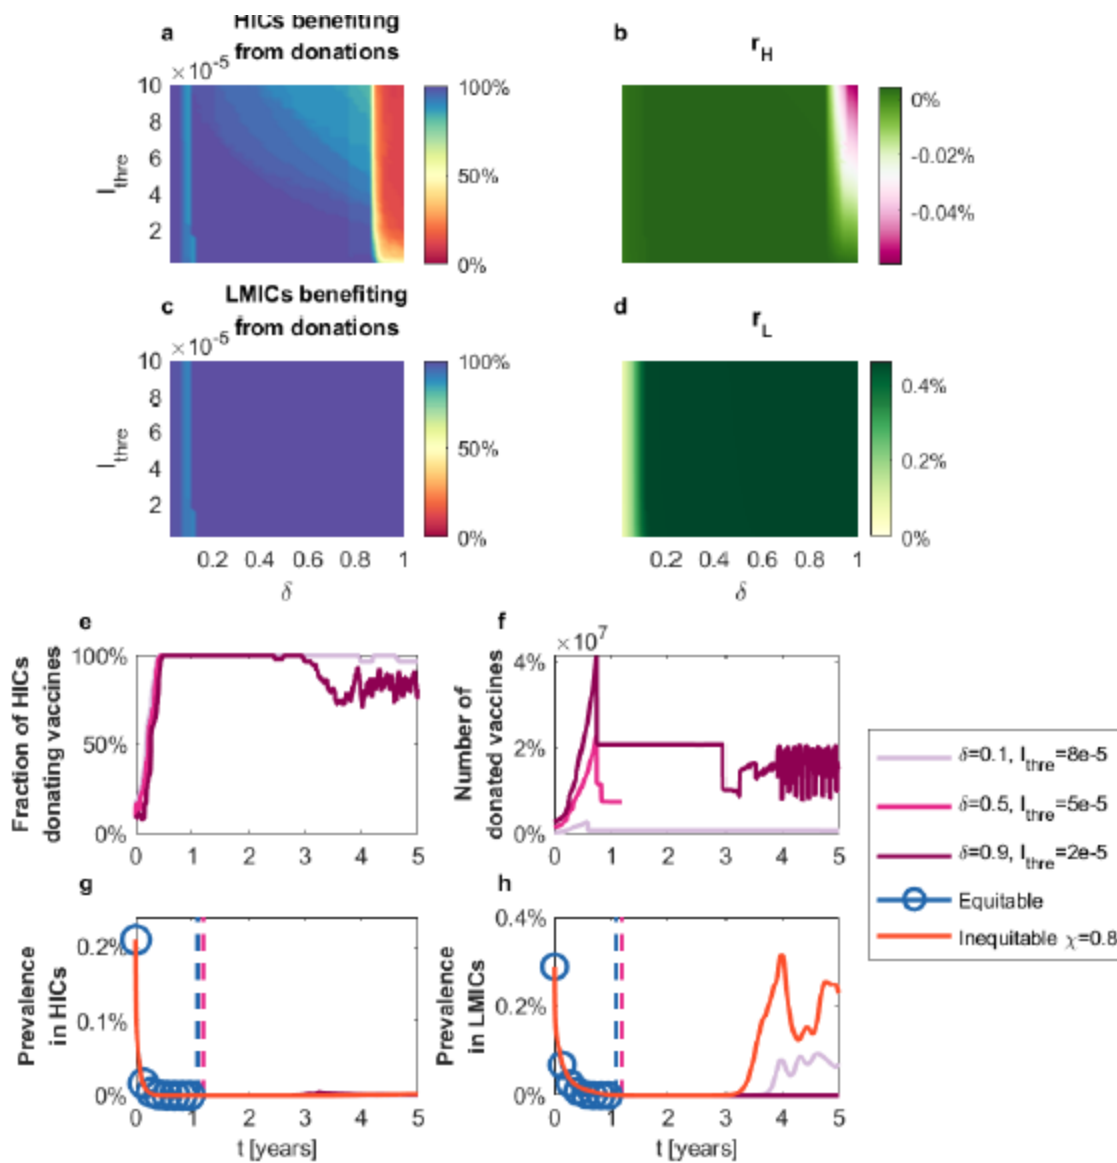 a
HICs benefiting
from donations
b
r_H
×10^-5
10
8
6
4
2
I_thre
100%
50%
0%
0%
-0.02%
-0.04%
c
LMICs benefiting
from donations
d
r_L
×10^-5
10
8
6
4
2
I_thre
100%
50%
0%
0.4%
0.2%
0%
0.2 0.4 0.6 0.8 1
δ
0.2 0.4 0.6 0.8 1
δ
e
100%
50%
0%
Fraction of HICs
donating vaccines
0 1 2 3 4 5
f
×10^7
4%
2%
0%
Number of
donated vaccines
0 1 2 3 4 5
δ=0.1, I_thre=8e-5
δ=0.5, I_thre=5e-5
δ=0.9, I_thre=2e-5
Equitable
Inequitable χ=0.8
g
0.2%
0.1%
0%
Prevalence
in HICs
0 1 2 3 4 5
t [years]
h
0.4%
0.2%
0%
Prevalence
in LMICs
0 1 2 3 4 5
t [years]